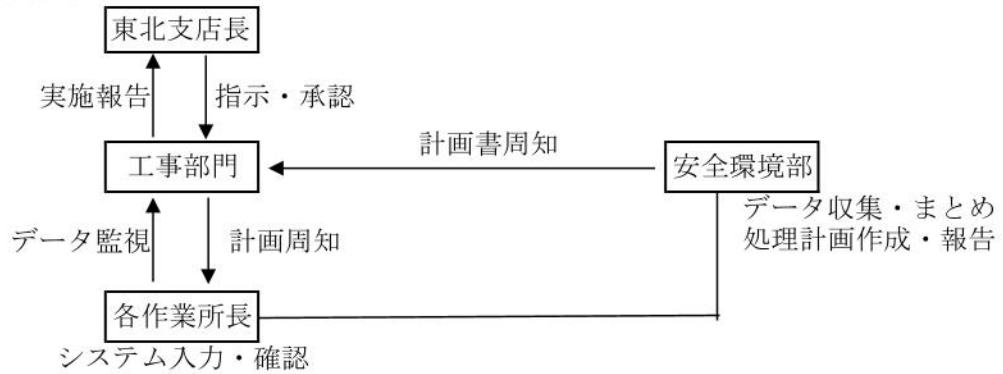 東北支店長
実施報告
指示・承認
計画書周知
工事部門
安全環境部
データ収集・まとめ
処理計画作成・報告
データ監視
計画周知
各作業所長
システム入力・確認